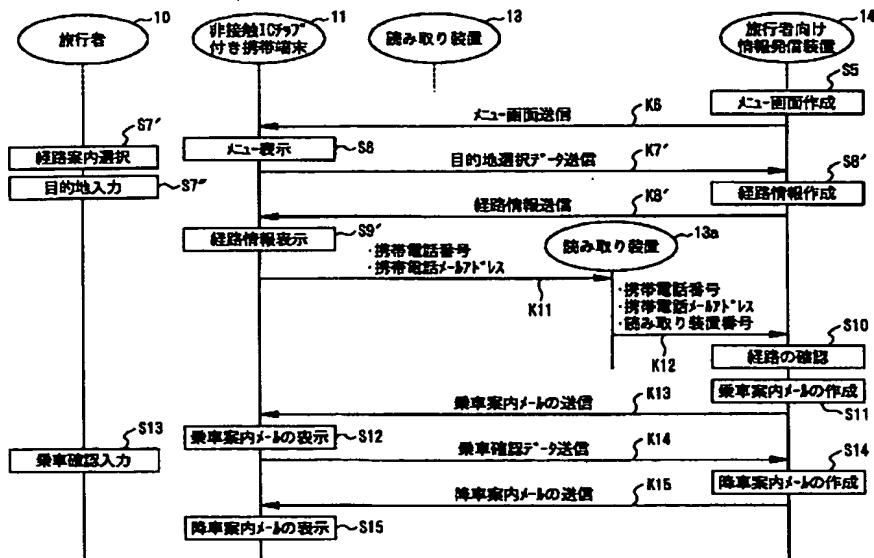 10
11
13
14
旅行者
非接触ICチップ
付き携帯端末
読み取り装置
旅行者向け
情報発信装置
S5
メニュー画面作成
メニュー画面送信
K6
S7′
経路案内選択
メニュー表示
S6
目的地選択データ送信
K7′
S8′
目的地入力
S7″
経路情報作成
経路情報送信
K8′
経路情報表示
S9′
13a
読み取り装置
・携帯電話番号
・携帯電話メールアドレス
K11
・携帯電話番号
・携帯電話メールアドレス
・読み取り装置番号
K12
S10
経路の確認
乗車案内メールの作成
S11
乗車案内メールの送信
K13
S13
乗車案内メールの表示
S12
乗車確認入力
乗車確認データ送信
K14
S14
降車案内メールの作成
降車案内メールの送信
K15
降車案内メールの表示
S15